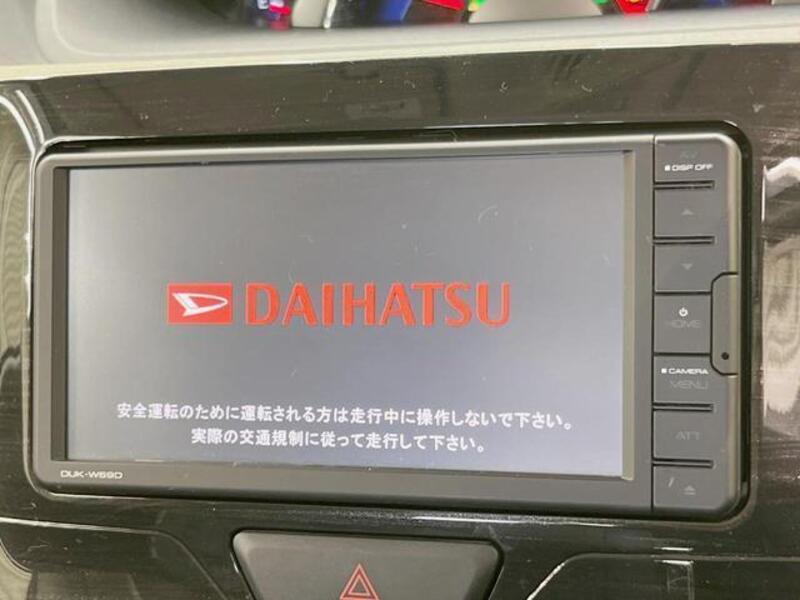 AV
DISP OFF
HOME
CAMERA
MENU
ATT
DAIHATSU
安全運転のために運転される方は走行中に操作しないで下さい。
実際の交通規制に従って走行して下さい。
DUK-W69D